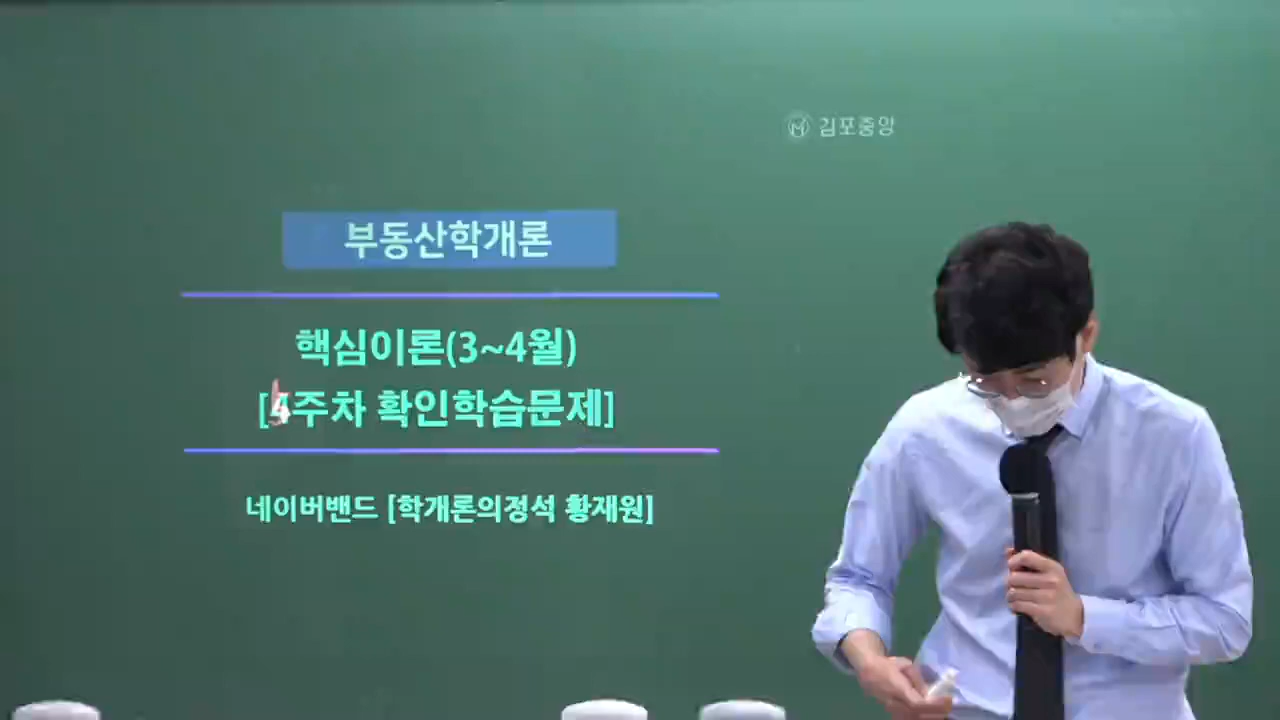 김포중앙
부동산학개론
핵심이론(3~4월)
[4주차 확인학습문제]
네이버밴드 [학개론의정석 황재원]